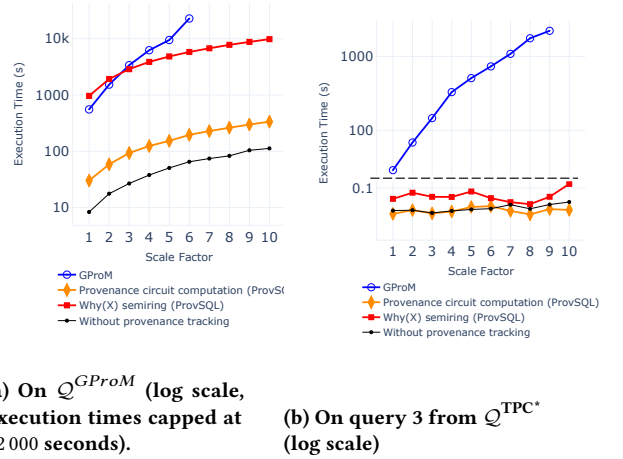 10k
1000
100
10
Execution Time (s)
1 2 3 4 5 6 7 8 9 10
Scale Factor
GProM
Provenance circuit computation (ProvSQ
Why(X) semiring (ProvSQL)
Without provenance tracking
) On Q^GProM (log scale,
xecution times capped at
2 000 seconds).
1000
100
0.1
Execution Time (s)
1 2 3 4 5 6 7 8 9 10
Scale Factor
GProM
Provenance circuit computation (ProvSQL)
Why(X) semiring (ProvSQL)
Without provenance tracking
(b) On query 3 from Q^TPC*
(log scale)